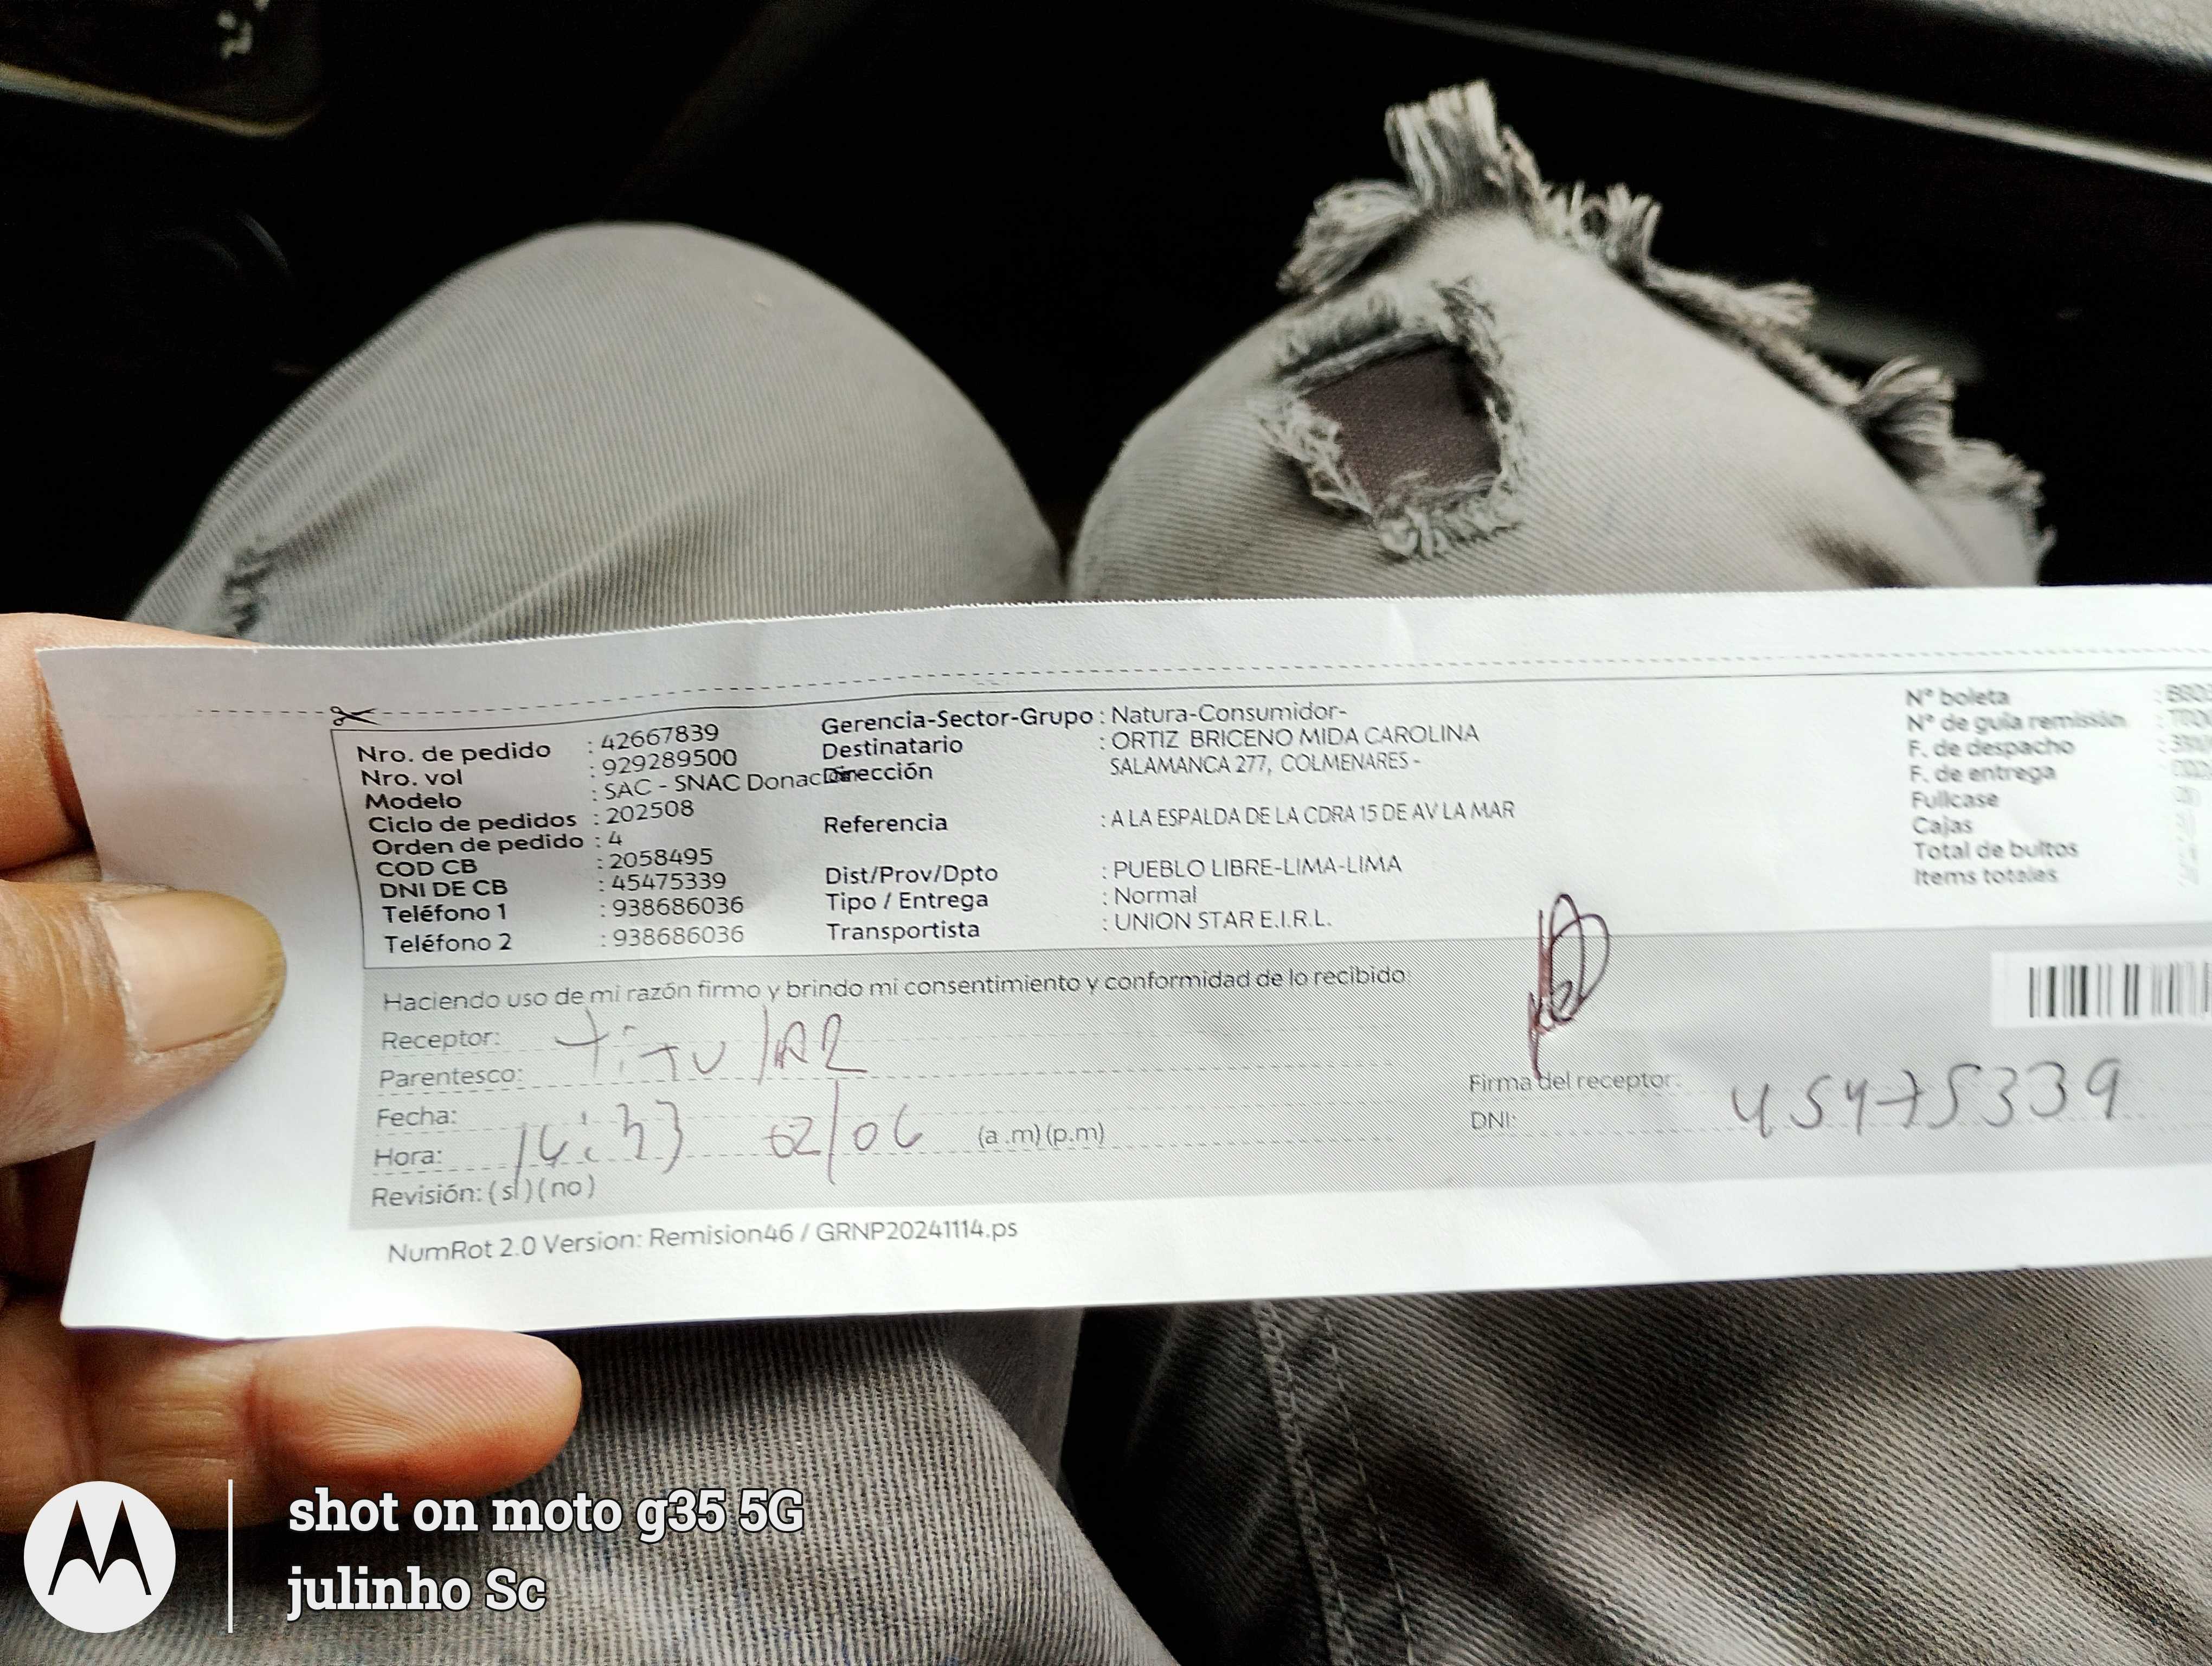 Nro. de pedido : 42667839
Nro. vol : 929289500
Modelo : SAC - SNAC Donac
Ciclo de pedidos : 202508
Orden de pedido : 4
COD CB : 2058495
DNI DE CB : 45475339
Teléfono 1 : 938686036
Teléfono 2 : 938686036
Gerencia-Sector-Grupo : Natura-Consumidor-
Destinatario : ORTIZ BRICENO MIDA CAROLINA
Dirección SALAMANCA 277, COLMENARES -
Referencia : A LA ESPALDA DE LA CDRA 15 DE AV LA MAR
Dist/Prov/Dpto : PUEBLO LIBRE-LIMA-LIMA
Tipo / Entrega : Normal
Transportista : UNION STAR E.I.R.L.
N° boleta
N° de guía remisión
F. de despacho
F. de entrega
Fullcase
Cajas
Total de bultos
Items totales
Haciendo uso de mi razón firmo y brindo mi consentimiento y conformidad de lo recibido:
Receptor: titular
Parentesco:
Fecha:
Hora: 02/06 (a.m)(p.m)
Revisión: (si)(no)
Firma del receptor:
DNI: 45475339
NumRot 2.0 Version: Remision46 / GRNP20241114.ps
shot on moto g35 5G
julinho Sc